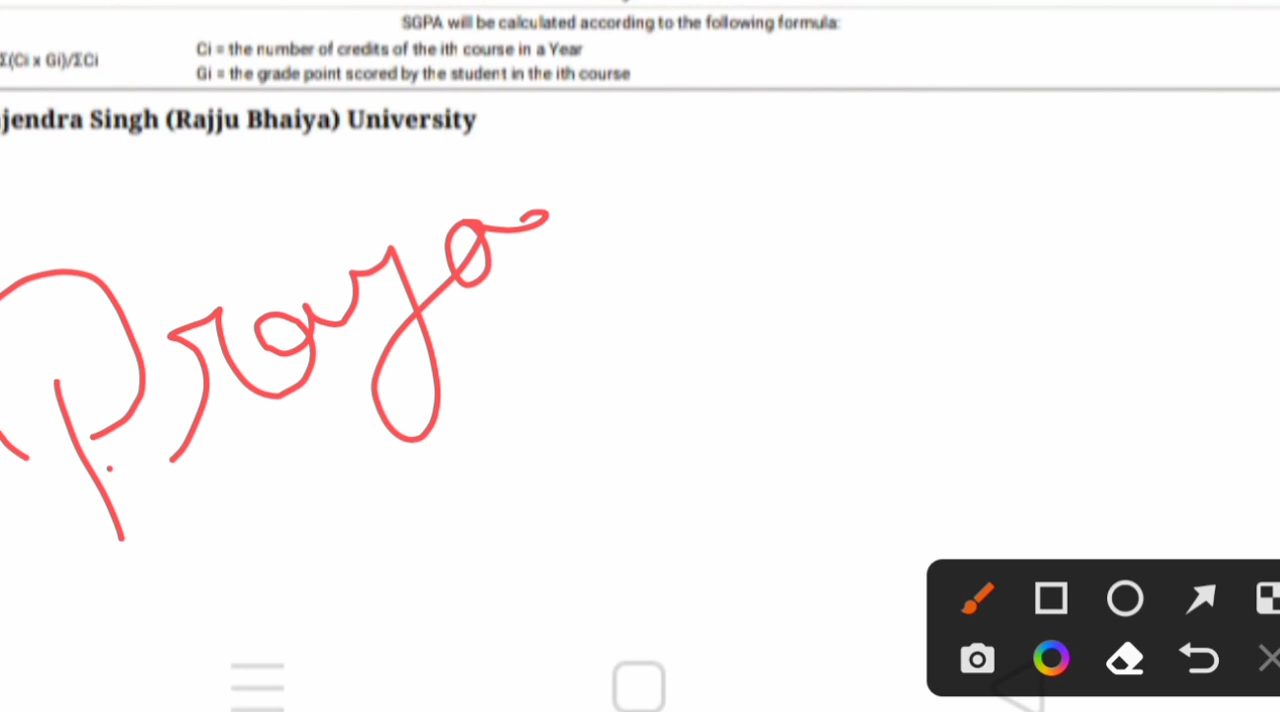 SGPA will be calculated according to the following formula:
Σ(Ci x Gi)/ΣCi
Ci = the number of credits of the ith course in a Year
Gi = the grade point scored by the student in the ith course
jendra Singh (Rajju Bhaiya) University
Praya